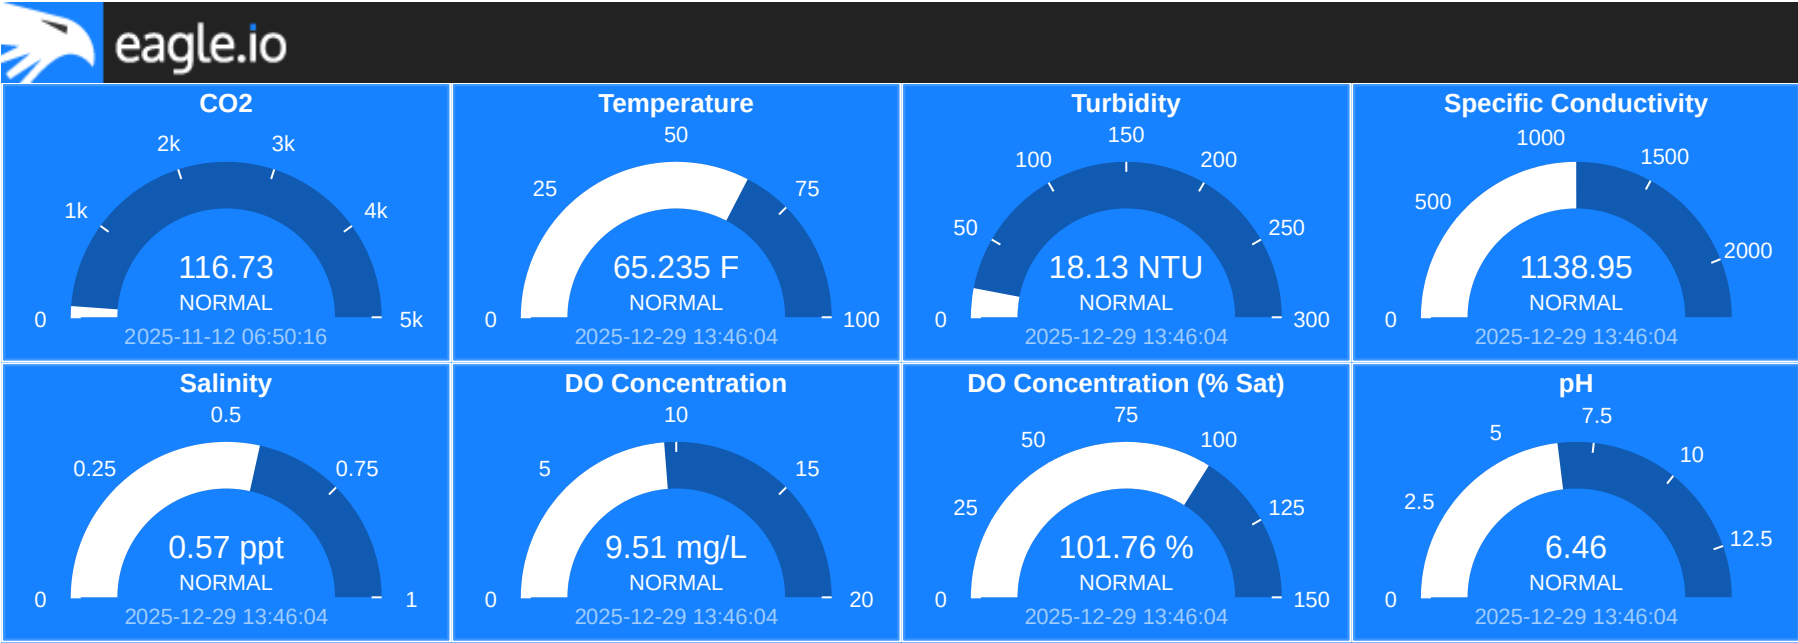 eagle.io
CO2
2k
3k
1k
4k
116.73
NORMAL
0
5k
2025-11-12 06:50:16
Temperature
50
25
75
65.235 F
NORMAL
0
100
2025-12-29 13:46:04
Turbidity
150
100
200
50
250
18.13 NTU
NORMAL
0
300
2025-12-29 13:46:04
Specific Conductivity
1000
1500
500
2000
1138.95
NORMAL
0
2025-12-29 13:46:04
Salinity
0.5
0.25
0.75
0.57 ppt
NORMAL
0
1
2025-12-29 13:46:04
DO Concentration
10
5
15
9.51 mg/L
NORMAL
0
20
2025-12-29 13:46:04
DO Concentration (% Sat)
75
50
100
25
125
101.76 %
NORMAL
0
150
2025-12-29 13:46:04
pH
7.5
5
10
2.5
12.5
6.46
NORMAL
0
2025-12-29 13:46:04